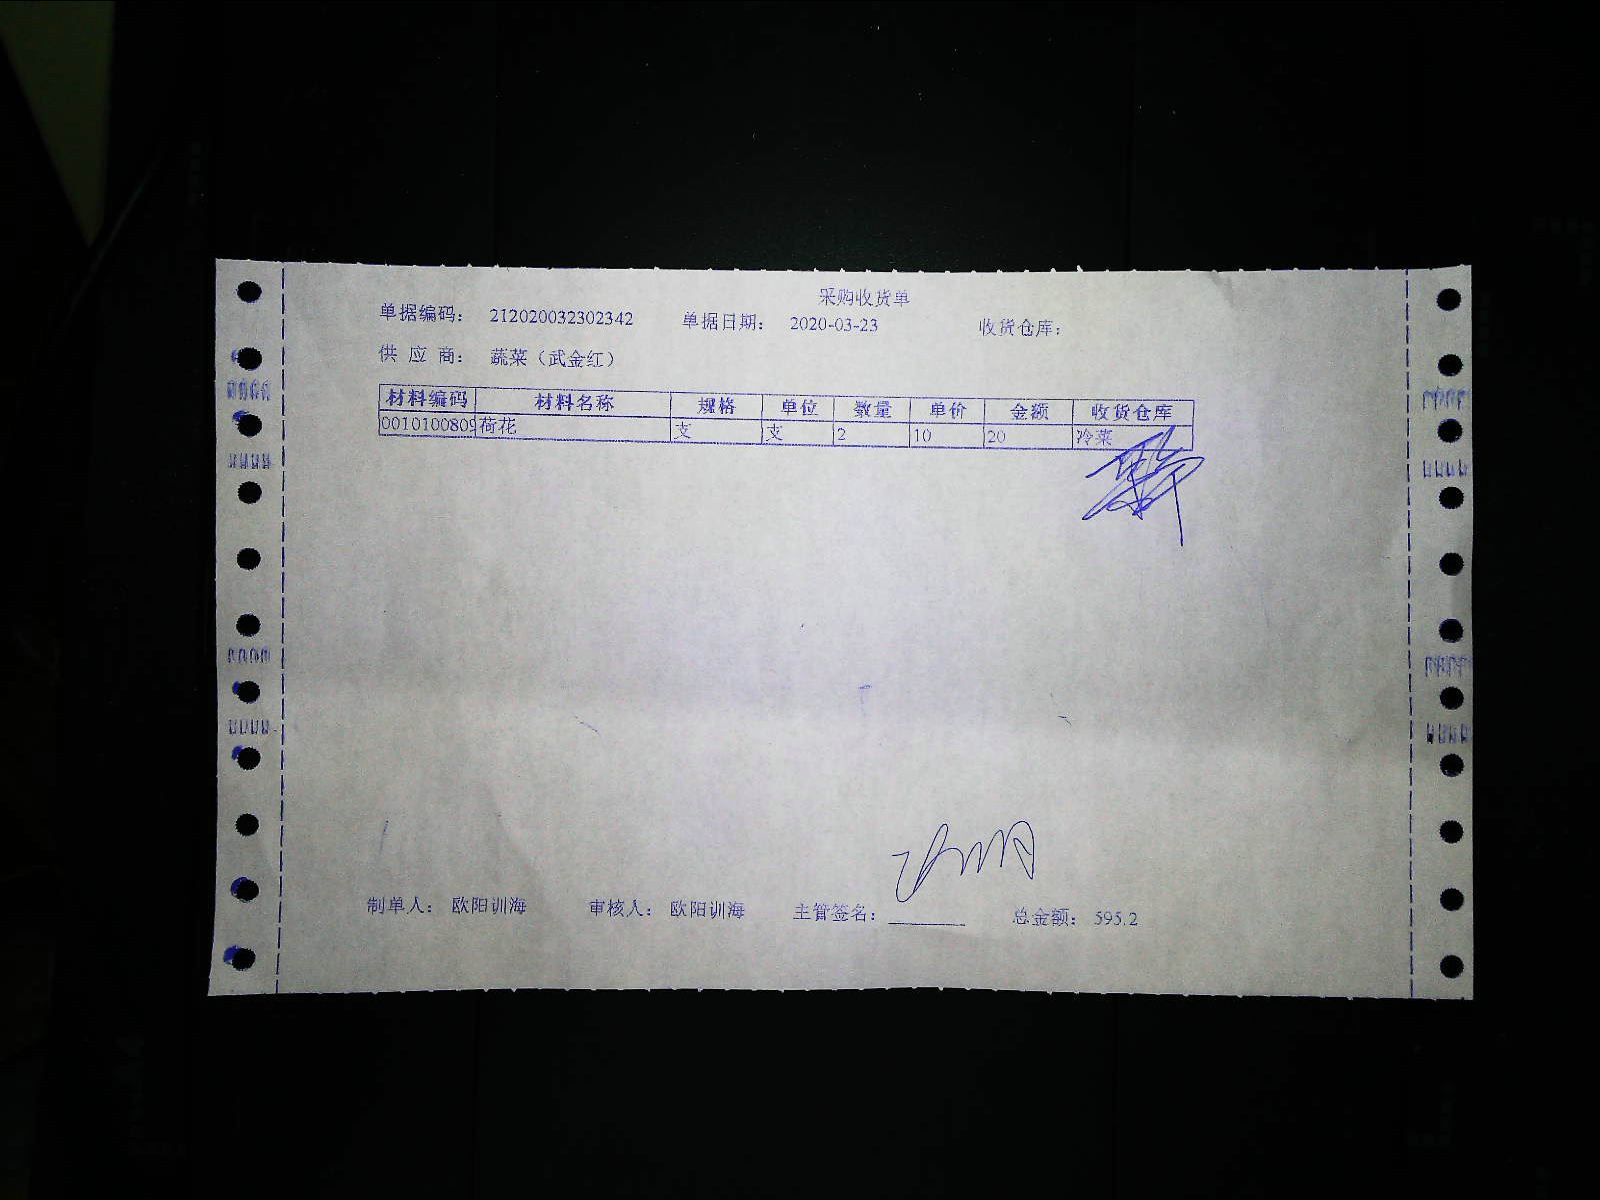 采购收货单
单据编码： 212020032302342 单据日期： 2020-03-23 收货仓库：
供 应 商： 蔬菜（武金红）
材料编码 材料名称 规格 单位 数量 单价 金额 收货仓库
0010100809 荷花 支 支 2 10 20 冷菜
制单人： 欧阳训海 审核人： 欧阳训海 主管签名： 总金额： 595.2